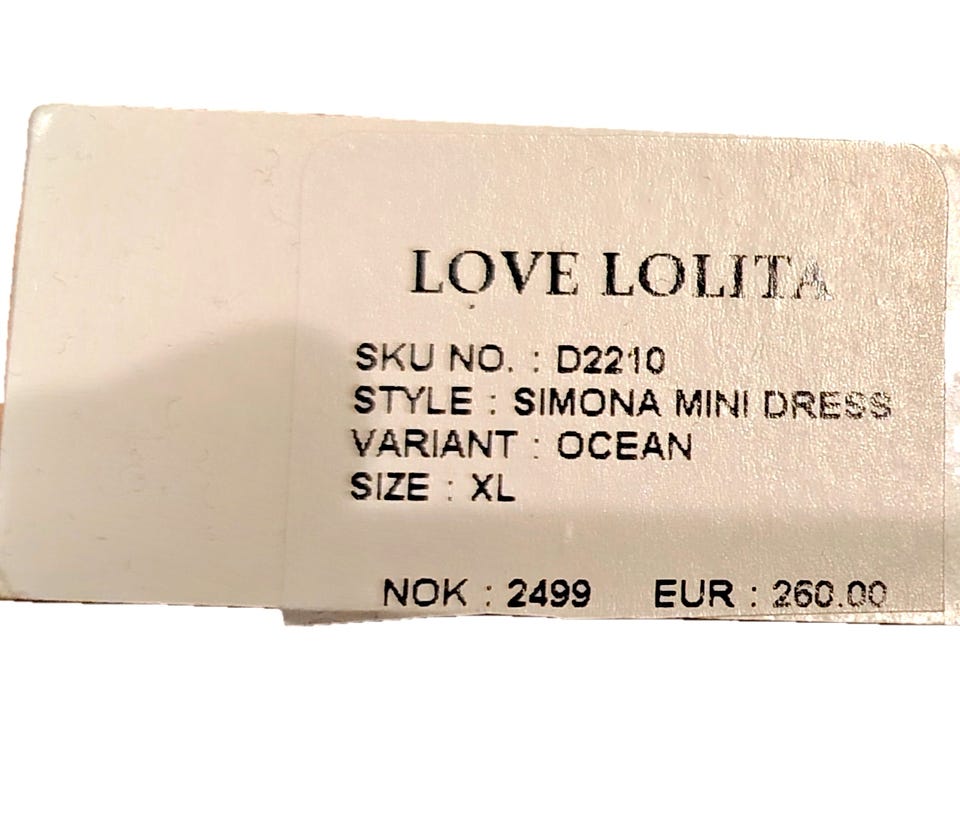 LOVE LOLITA
SKU NO. : D2210
STYLE : SIMONA MINI DRESS
VARIANT : OCEAN
SIZE : XL
NOK : 2499 EUR : 260.00